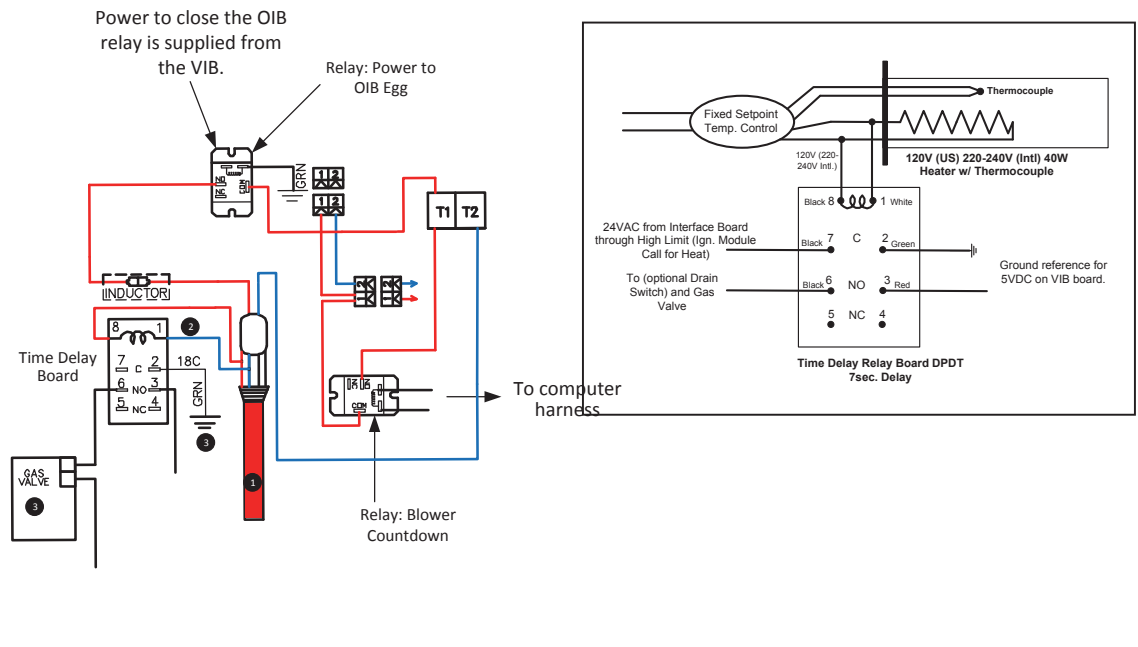 Power to close the OIB
relay is supplied from
the VIB.
Relay: Power to
OIB Egg
NO
NC
COM
GRN
1 2
1 2
T1 T2
INDUCTOR
2
1
2
1
8 1
2
Time Delay
Board
7 C 2
18C
6 NO 3
5 NC 4
GRN
3
GAS
VALVE
3
1
NC
NO
COM
To computer
harness
Relay: Blower
Countdown
Thermocouple
Fixed Setpoint
Temp. Control
120V (220-
240V Intl.)
120V (US) 220-240V (Intl) 40W
Heater w/ Thermocouple
Black 8 1 White
24VAC from Interface Board
through High Limit (Ign. Module
Call for Heat)
Black 7 C 2 Green
Ground reference for
5VDC on VIB board.
To (optional Drain
Switch) and Gas
Valve
Black 6 NO 3 Red
5 NC 4
Time Delay Relay Board DPDT
7sec. Delay